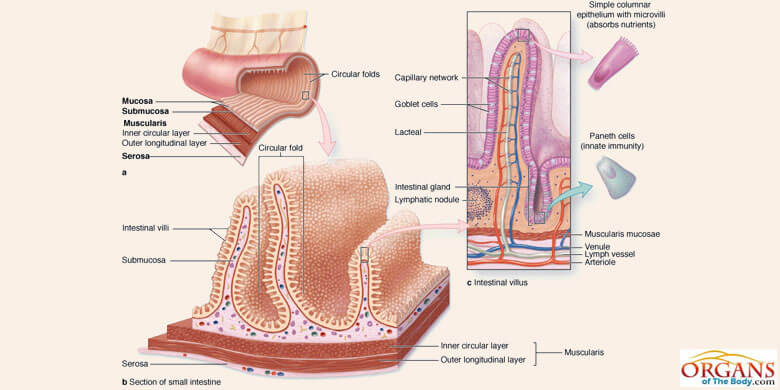 Circular folds
Mucosa
Submucosa
Muscularis
Inner circular layer
Outer longitudinal layer
Serosa
a
Circular fold
Intestinal villi
Submucosa
Serosa
Inner circular layer
Outer longitudinal layer
Muscularis
b Section of small intestine
Simple columnar
epithelium with microvilli
(absorbs nutrients)
Capillary network
Goblet cells
Lacteal
Paneth cells
(innate immunity)
Intestinal gland
Lymphatic nodule
Muscularis mucosae
Venule
Lymph vessel
Arteriole
c Intestinal villus
ORGANS
of The Body.com